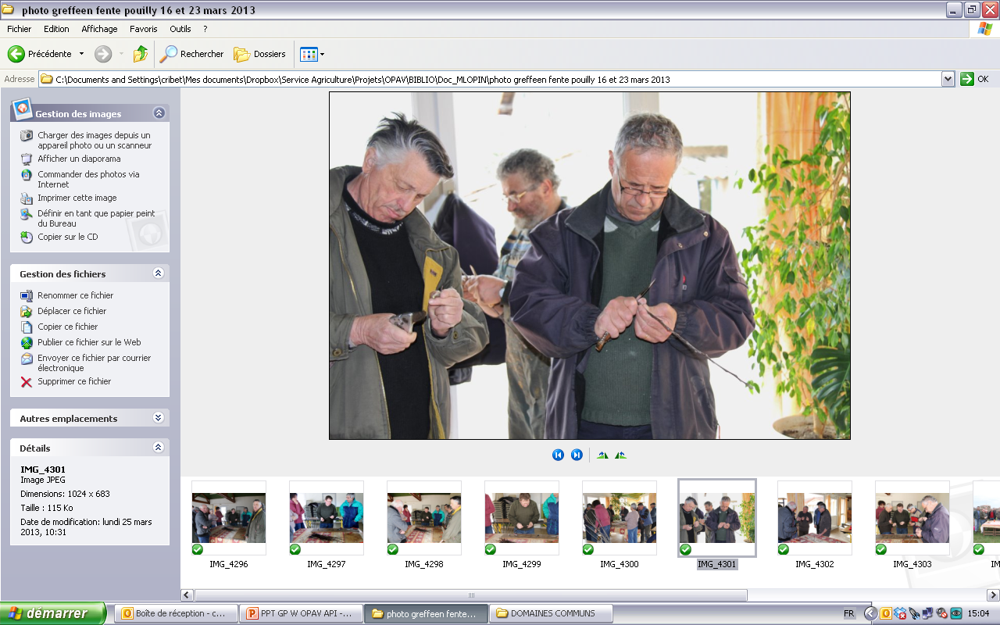 photo greffeen fente pouilly 16 et 23 mars 2013
Fichier Edition Affichage Favoris Outils ?
Précédente Rechercher Dossiers
Adresse C:\Documents and Settings\cribet\Mes documents\Dropbox\Service Agriculture\Projets\OPAV\BIBLIO\Doc_MLOPIN\photo greffeen fente pouilly 16 et 23 mars 2013 OK
Gestion des images
Charger des images depuis un
appareil photo ou un scanneur
Afficher un diaporama
Commander des photos via
Internet
Imprimer cette image
Définir en tant que papier peint
du Bureau
Copier sur le CD
Gestion des fichiers
Renommer ce fichier
Déplacer ce fichier
Copier ce fichier
Publier ce fichier sur le Web
Envoyer ce fichier par courrier
électronique
Supprimer ce fichier
Autres emplacements
Détails
IMG_4301
Image JPEG
Dimensions: 1024 x 683
Taille : 115 Ko
Date de modification: lundi 25 mars
2013, 10:31
IMG_4296 IMG_4297 IMG_4298 IMG_4299 IMG_4300 IMG_4301 IMG_4302 IMG_4303 IM
démarrer Boîte de réception - c... PPT GP W OPAV API -... photo greffeen fente... DOMAINES COMMUNS FR 15:04